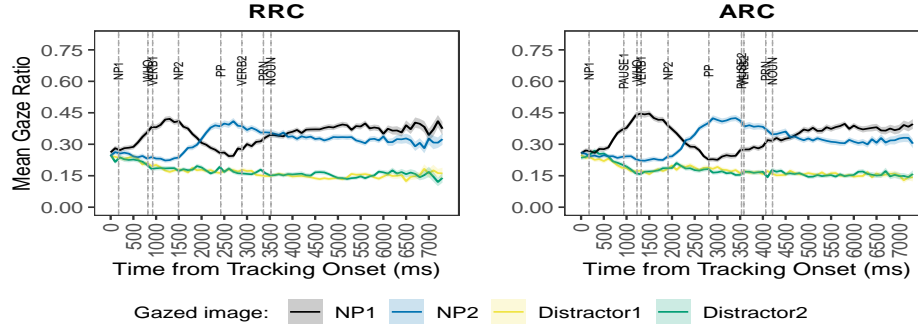 RRC
ARC
Mean Gaze Ratio
0.75
0.60
0.45
0.30
0.15
0.00
NP1
WHO
VERB1
NP2
PP
VERB2
PRN
NOUN
0
500
1000
1500
2000
2500
3000
3500
4000
4500
5000
5500
6000
6500
7000
Time from Tracking Onset (ms)
0.75
0.60
0.45
0.30
0.15
0.00
NP1
PAUSE1
WHO
VERB1
NP2
PP
PAUSE2
VERB2
PRN
NOUN
0
500
1000
1500
2000
2500
3000
3500
4000
4500
5000
5500
6000
6500
7000
Time from Tracking Onset (ms)
Gazed image: NP1 NP2 Distractor1 Distractor2